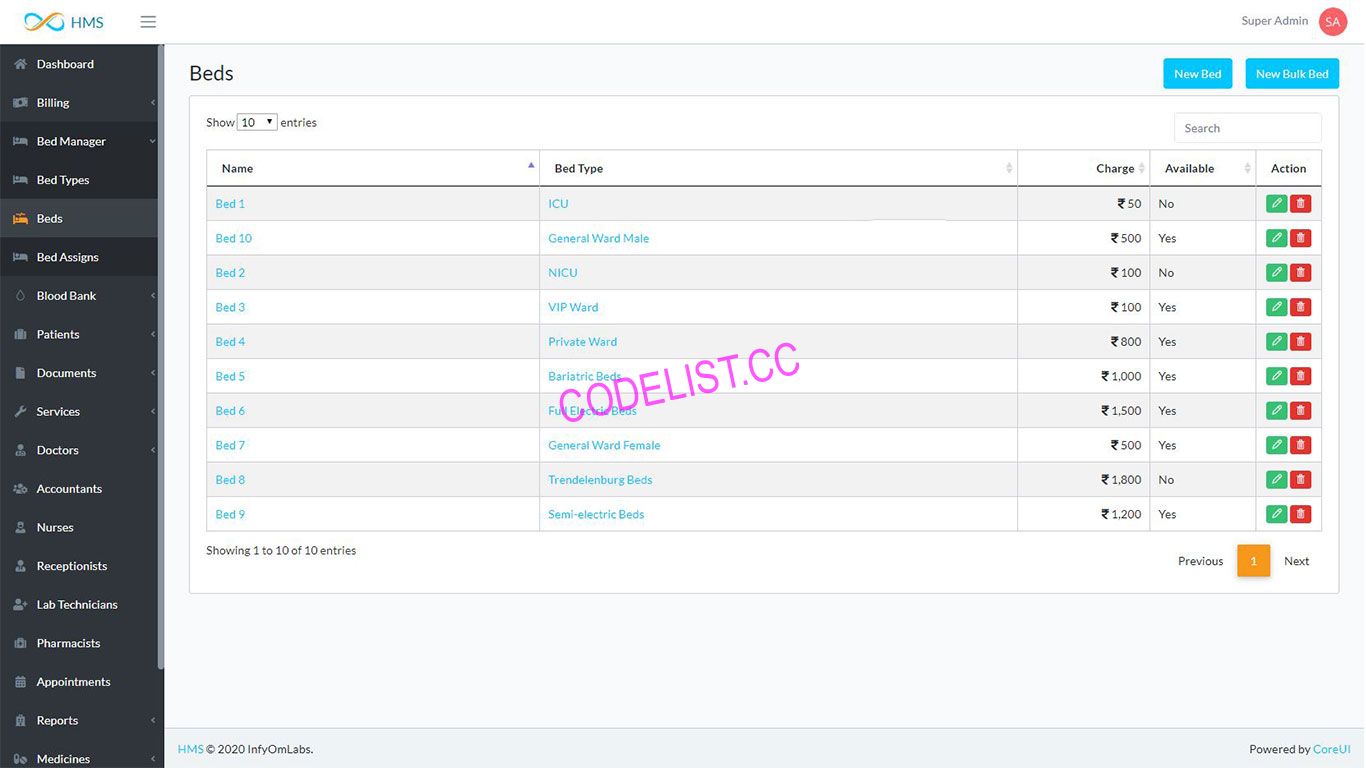 HMS
Super Admin SA
Dashboard
Billing
Bed Manager
Bed Types
Beds
Bed Assigns
Blood Bank
Patients
Documents
Services
Doctors
Accountants
Nurses
Receptionists
Lab Technicians
Pharmacists
Appointments
Reports
Medicines
Beds New Bed New Bulk Bed
Show 10 entries Search
Name Bed Type Charge Available Action
Bed 1 ICU ₹ 50 No
Bed 10 General Ward Male ₹ 500 Yes
Bed 2 NICU ₹ 100 No
Bed 3 VIP Ward ₹ 100 Yes
Bed 4 Private Ward ₹ 800 Yes
Bed 5 Bariatric Beds ₹ 1,000 Yes
CODELIST.CC
Bed 6 Full Electric Beds ₹ 1,500 Yes
Bed 7 General Ward Female ₹ 500 Yes
Bed 8 Trendelenburg Beds ₹ 1,800 No
Bed 9 Semi-electric Beds ₹ 1,200 Yes
Showing 1 to 10 of 10 entries
Previous 1 Next
HMS © 2020 InfyOmLabs. Powered by CoreUI